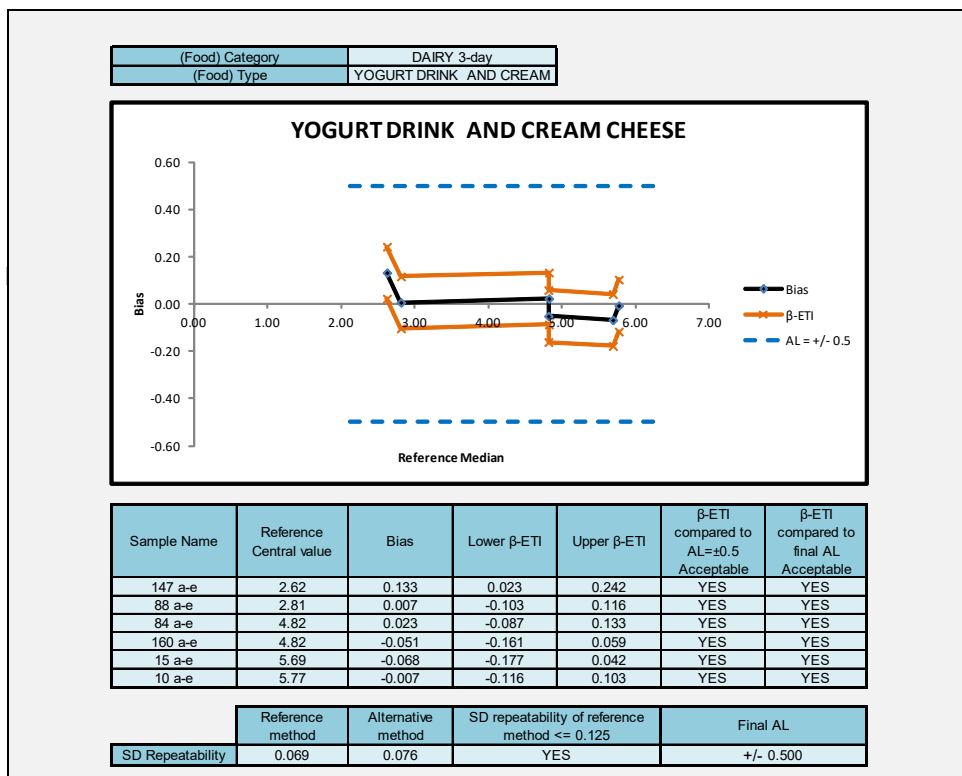 (Food) Category DAIRY 3-day
(Food) Type YOGURT DRINK AND CREAM
YOGURT DRINK AND CREAM CHEESE
0.60
0.40
0.20
0.00
-0.20
-0.40
-0.60
0.00 1.00 2.00 3.00 4.00 5.00 6.00 7.00
Bias
Reference Median
Bias
β-ETI
AL = +/- 0.5
Sample Name Reference Central value Bias Lower β-ETI Upper β-ETI β-ETI compared to AL=±0.5 Acceptable β-ETI compared to final AL Acceptable
147 a-e 2.62 0.133 0.023 0.242 YES YES
88 a-e 2.81 0.007 -0.103 0.116 YES YES
84 a-e 4.82 0.023 -0.087 0.133 YES YES
160 a-e 4.82 -0.051 -0.161 0.059 YES YES
15 a-e 5.69 -0.068 -0.177 0.042 YES YES
10 a-e 5.77 -0.007 -0.116 0.103 YES YES
Reference method Alternative method SD repeatability of reference method <= 0.125 Final AL
SD Repeatability 0.069 0.076 YES +/- 0.500